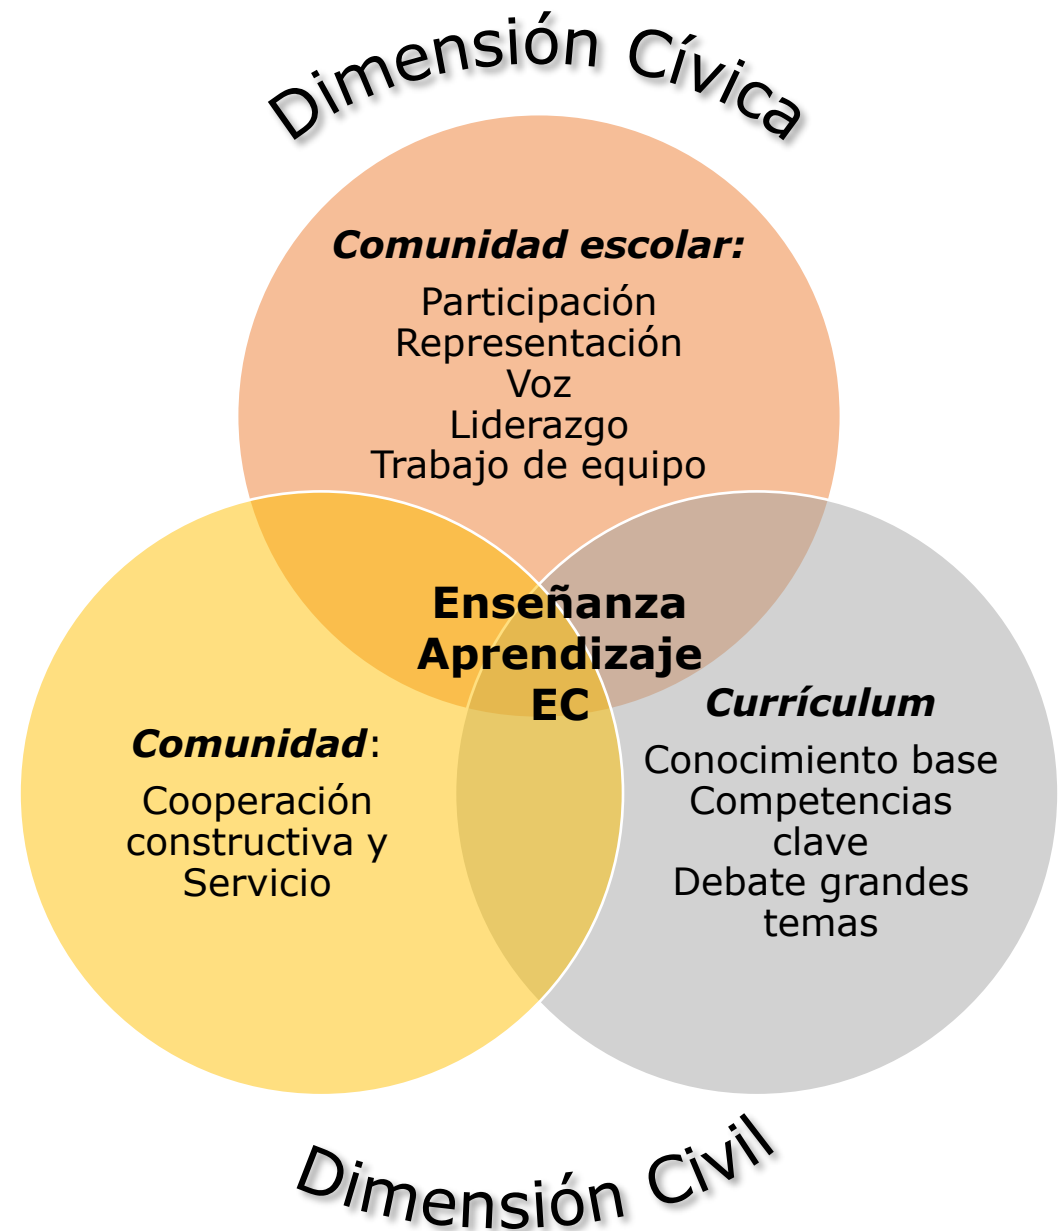 Dimensión Cívica
Comunidad escolar:
Participación
Representación
Voz
Liderazgo
Trabajo de equipo
Enseñanza
Aprendizaje
EC
Comunidad:
Cooperación
constructiva y
Servicio
Currículum
Conocimiento base
Competencias
clave
Debate grandes
temas
Dimensión Civil